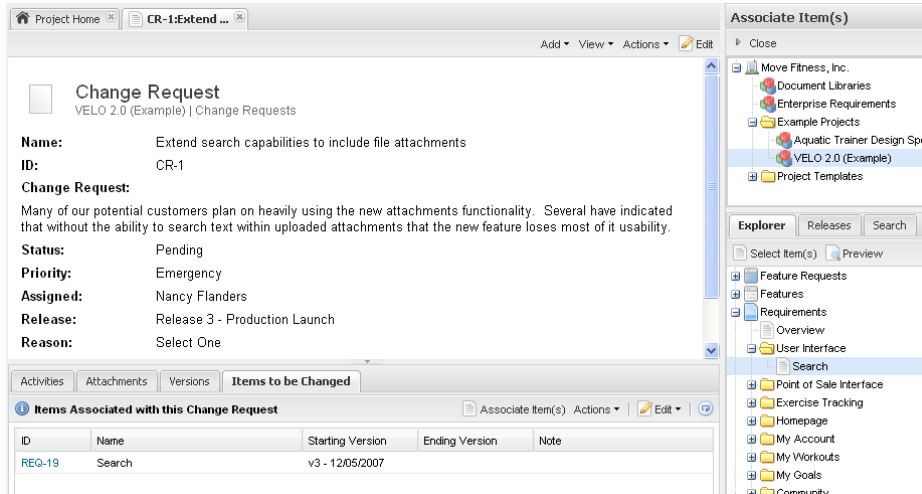 Project Home
CR-1:Extend ...
Add View Actions Edit
Change Request
VELO 2.0 (Example) | Change Requests
Name: Extend search capabilities to include file attachments
ID: CR-1
Change Request:
Many of our potential customers plan on heavily using the new attachments functionality. Several have indicated
that without the ability to search text within uploaded attachments that the new feature loses most of it usability.
Status: Pending
Priority: Emergency
Assigned: Nancy Flanders
Release: Release 3 - Production Launch
Reason: Select One
Activities Attachments Versions Items to be Changed
Items Associated with this Change Request Associate Item(s) Actions Edit
ID Name Starting Version Ending Version Note
REQ-19 Search v3 - 12/05/2007
Associate Item(s)
Close
Move Fitness, Inc.
Document Libraries
Enterprise Requirements
Example Projects
Aquatic Trainer Design Spe
VELO 2.0 (Example)
Project Templates
Explorer Releases Search
Select Item(s) Preview
Feature Requests
Features
Requirements
Overview
User Interface
Search
Point of Sale Interface
Exercise Tracking
Homepage
My Account
My Workouts
My Goals
Community